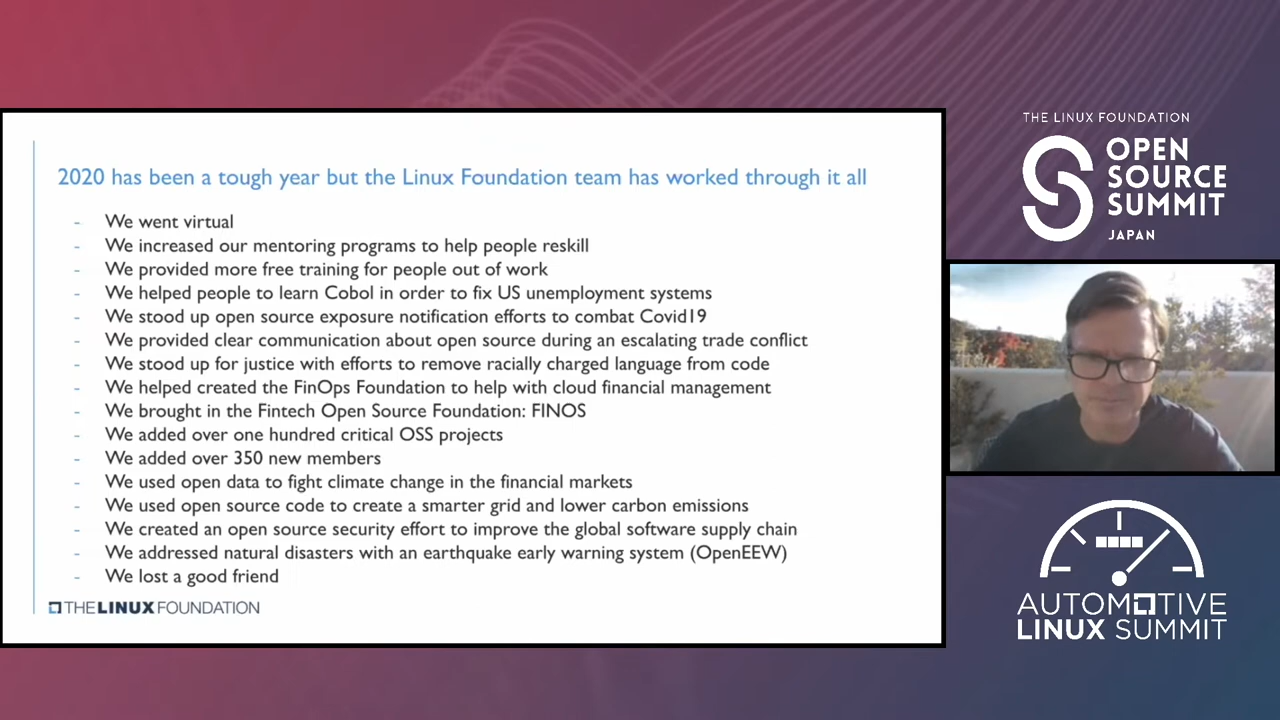 2020 has been a tough year but the Linux Foundation team has worked through it all
- We went virtual
- We increased our mentoring programs to help people reskill
- We provided more free training for people out of work
- We helped people to learn Cobol in order to fix US unemployment systems
- We stood up open source exposure notification efforts to combat Covid19
- We provided clear communication about open source during an escalating trade conflict
- We stood up for justice with efforts to remove racially charged language from code
- We helped created the FinOps Foundation to help with cloud financial management
- We brought in the Fintech Open Source Foundation: FINOS
- We added over one hundred critical OSS projects
- We added over 350 new members
- We used open data to fight climate change in the financial markets
- We used open source code to create a smarter grid and lower carbon emissions
- We created an open source security effort to improve the global software supply chain
- We addressed natural disasters with an earthquake early warning system (OpenEEW)
- We lost a good friend
THE LINUX FOUNDATION
THE LINUX FOUNDATION
OPEN
SOURCE
SUMMIT
JAPAN
AUTOMOTIVE
LINUX SUMMIT